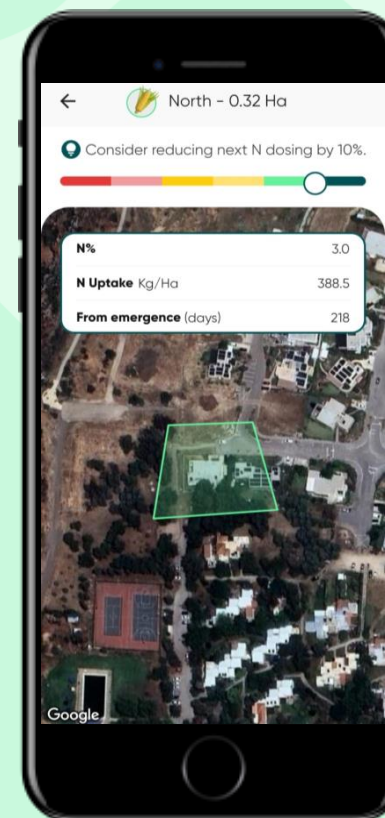 North - 0.32 Ha
Consider reducing next N dosing by 10%.
N% 3.0
N Uptake Kg/Ha 388.5
From emergence (days) 218
Google